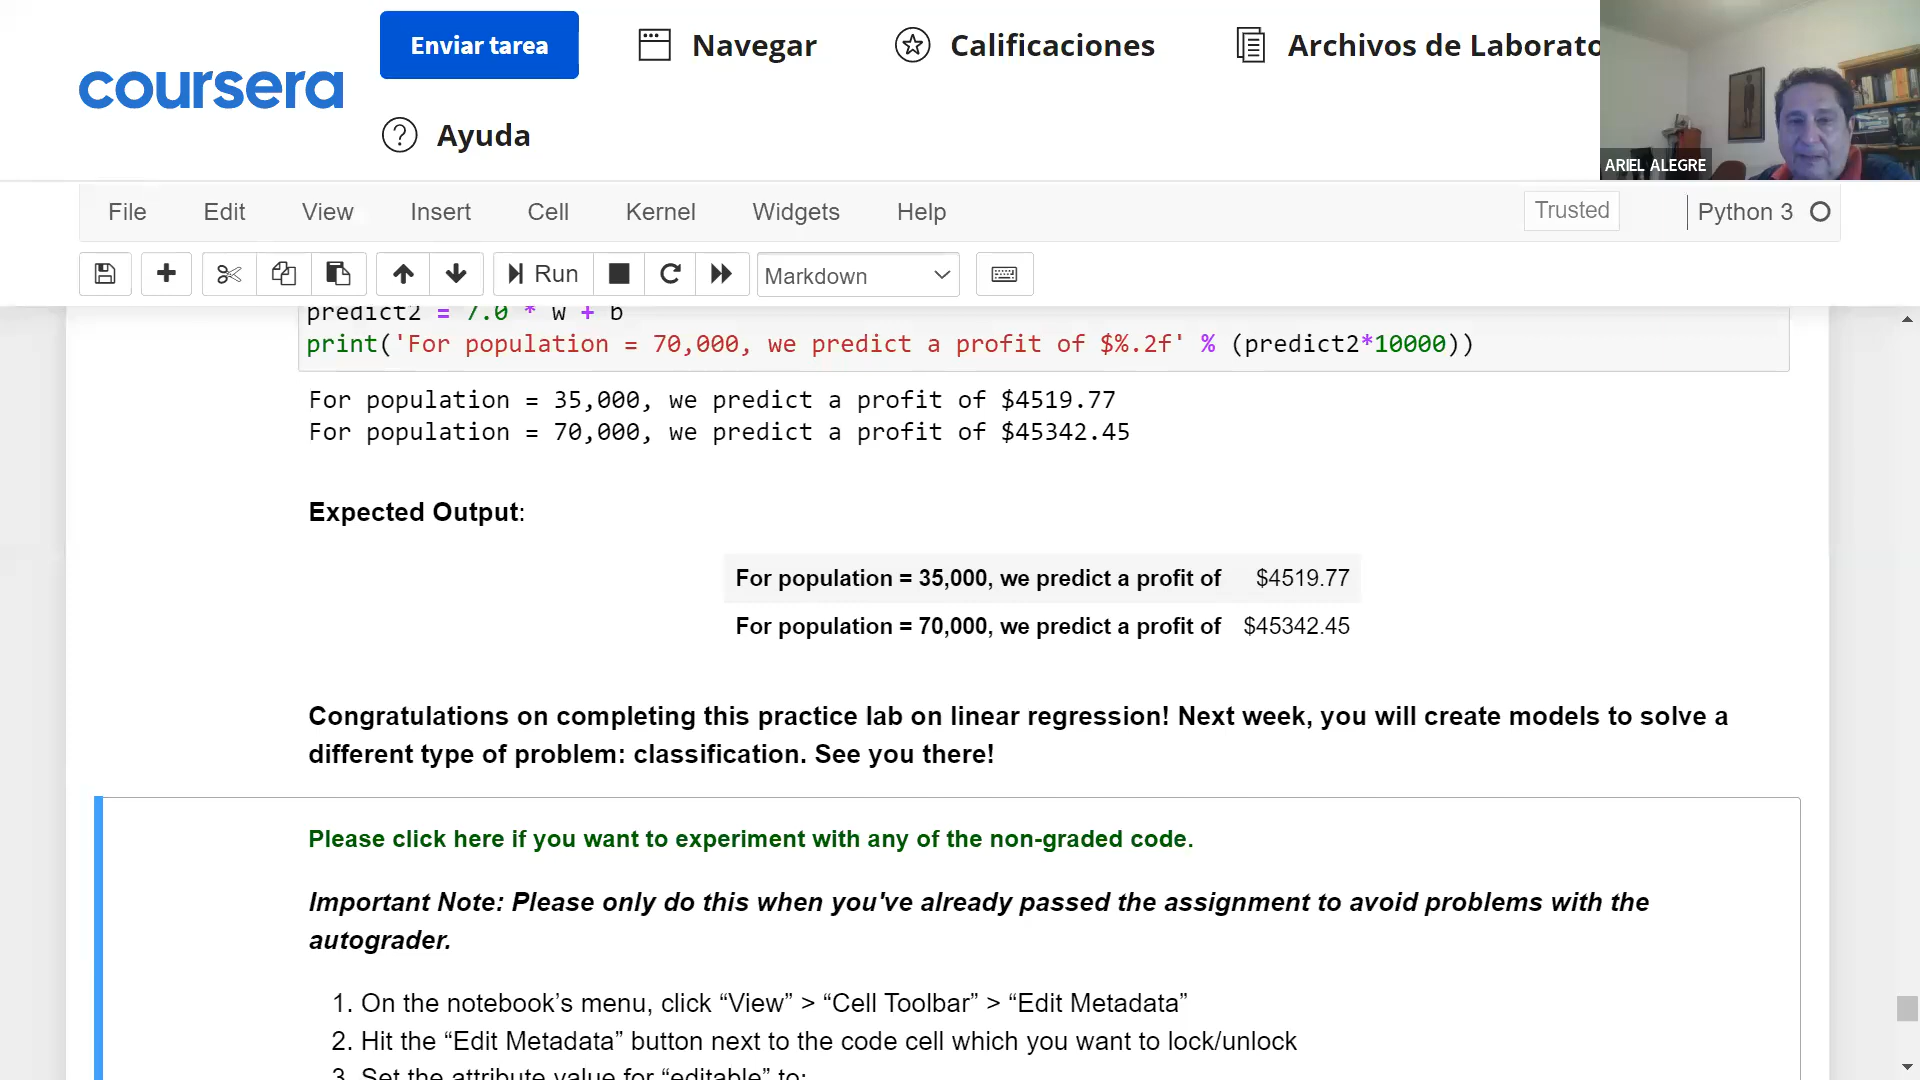 coursera
Enviar tarea
Navegar
Calificaciones
Archivos de Laborato
Ayuda
ARIEL ALEGRE
File Edit View Insert Cell Kernel Widgets Help
Trusted
Python 3
Run
Markdown
predict2 = 7.0 * w + b
print('For population = 70,000, we predict a profit of $%.2f' % (predict2*10000))
For population = 35,000, we predict a profit of $4519.77
For population = 70,000, we predict a profit of $45342.45
Expected Output:
For population = 35,000, we predict a profit of $4519.77
For population = 70,000, we predict a profit of $45342.45
Congratulations on completing this practice lab on linear regression! Next week, you will create models to solve a
different type of problem: classification. See you there!
Please click here if you want to experiment with any of the non-graded code.
Important Note: Please only do this when you've already passed the assignment to avoid problems with the
autograder.
1. On the notebook’s menu, click “View” > “Cell Toolbar” > “Edit Metadata”
2. Hit the “Edit Metadata” button next to the code cell which you want to lock/unlock
3. Set the attribute value for “editable” to: